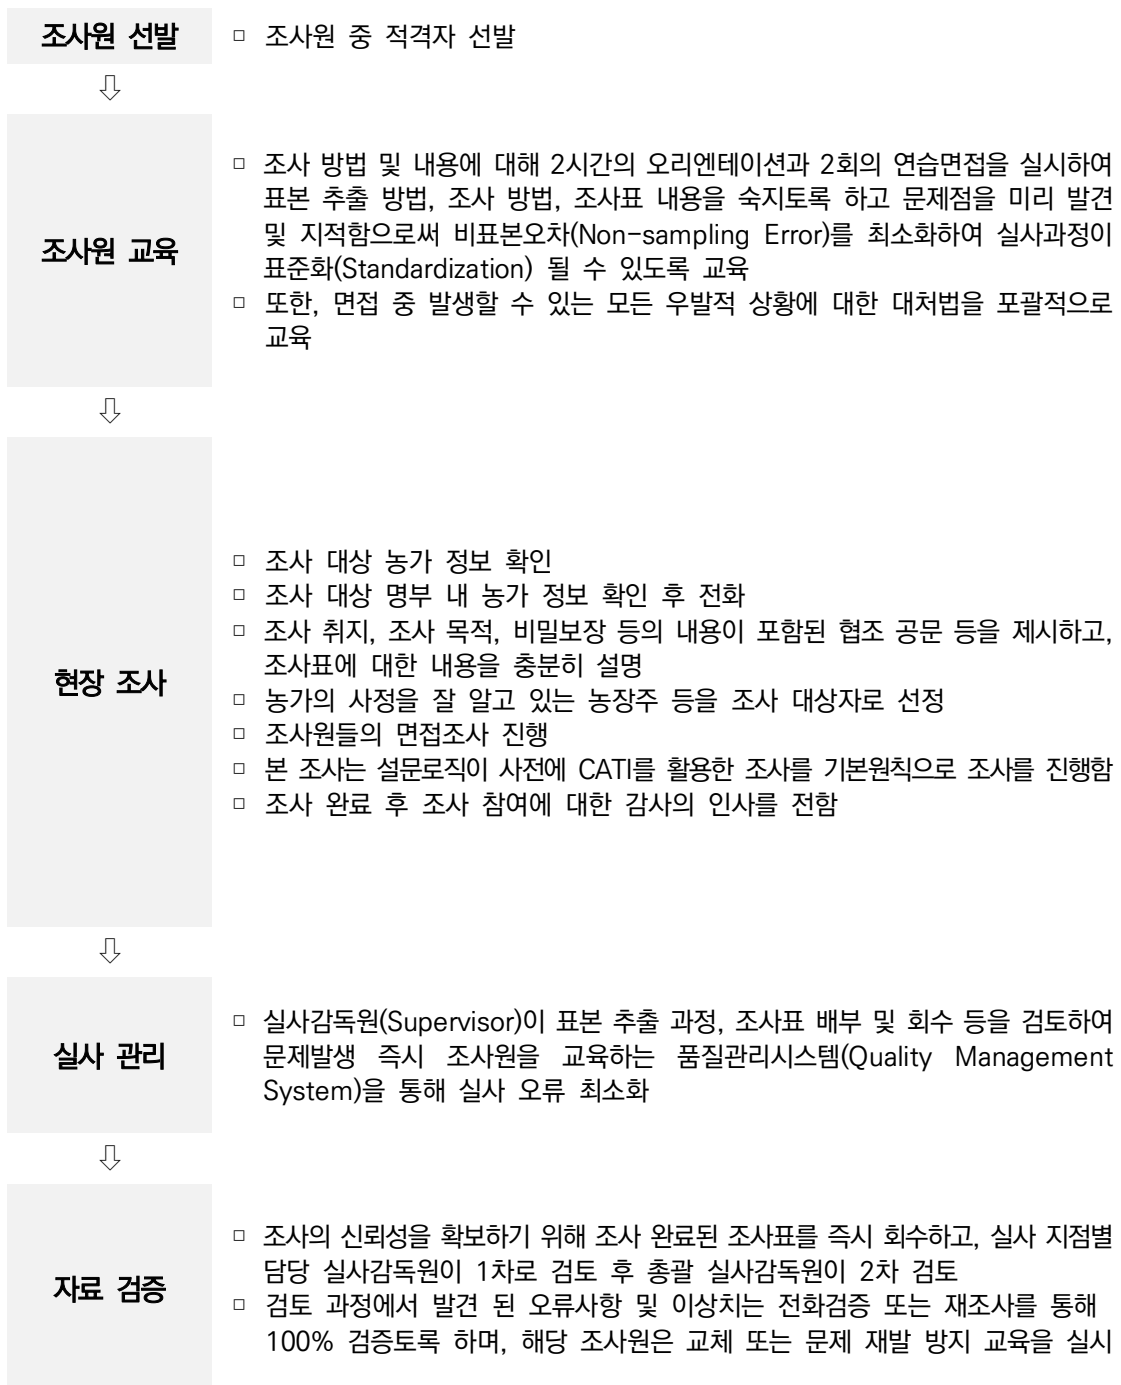 조사원 선발
□ 조사원 중 적격자 선발
⇩
조사원 교육
□ 조사 방법 및 내용에 대해 2시간의 오리엔테이션과 2회의 연습면접을 실시하여
표본 추출 방법, 조사 방법, 조사표 내용을 숙지토록 하고 문제점을 미리 발견
및 지적함으로써 비표본오차(Non-sampling Error)를 최소화하여 실사과정이
표준화(Standardization) 될 수 있도록 교육
□ 또한, 면접 중 발생할 수 있는 모든 우발적 상황에 대한 대처법을 포괄적으로
교육
⇩
현장 조사
□ 조사 대상 농가 정보 확인
□ 조사 대상 명부 내 농가 정보 확인 후 전화
□ 조사 취지, 조사 목적, 비밀보장 등의 내용이 포함된 협조 공문 등을 제시하고,
조사표에 대한 내용을 충분히 설명
□ 농가의 사정을 잘 알고 있는 농장주 등을 조사 대상자로 선정
□ 조사원들의 면접조사 진행
□ 본 조사는 설문로직이 사전에 CATI를 활용한 조사를 기본원칙으로 조사를 진행함
□ 조사 완료 후 조사 참여에 대한 감사의 인사를 전함
⇩
실사 관리
□ 실사감독원(Supervisor)이 표본 추출 과정, 조사표 배부 및 회수 등을 검토하여
문제발생 즉시 조사원을 교육하는 품질관리시스템(Quality Management
System)을 통해 실사 오류 최소화
⇩
자료 검증
□ 조사의 신뢰성을 확보하기 위해 조사 완료된 조사표를 즉시 회수하고, 실사 지점별
담당 실사감독원이 1차로 검토 후 총괄 실사감독원이 2차 검토
□ 검토 과정에서 발견 된 오류사항 및 이상치는 전화검증 또는 재조사를 통해
100% 검증토록 하며, 해당 조사원은 교체 또는 문제 재발 방지 교육을 실시